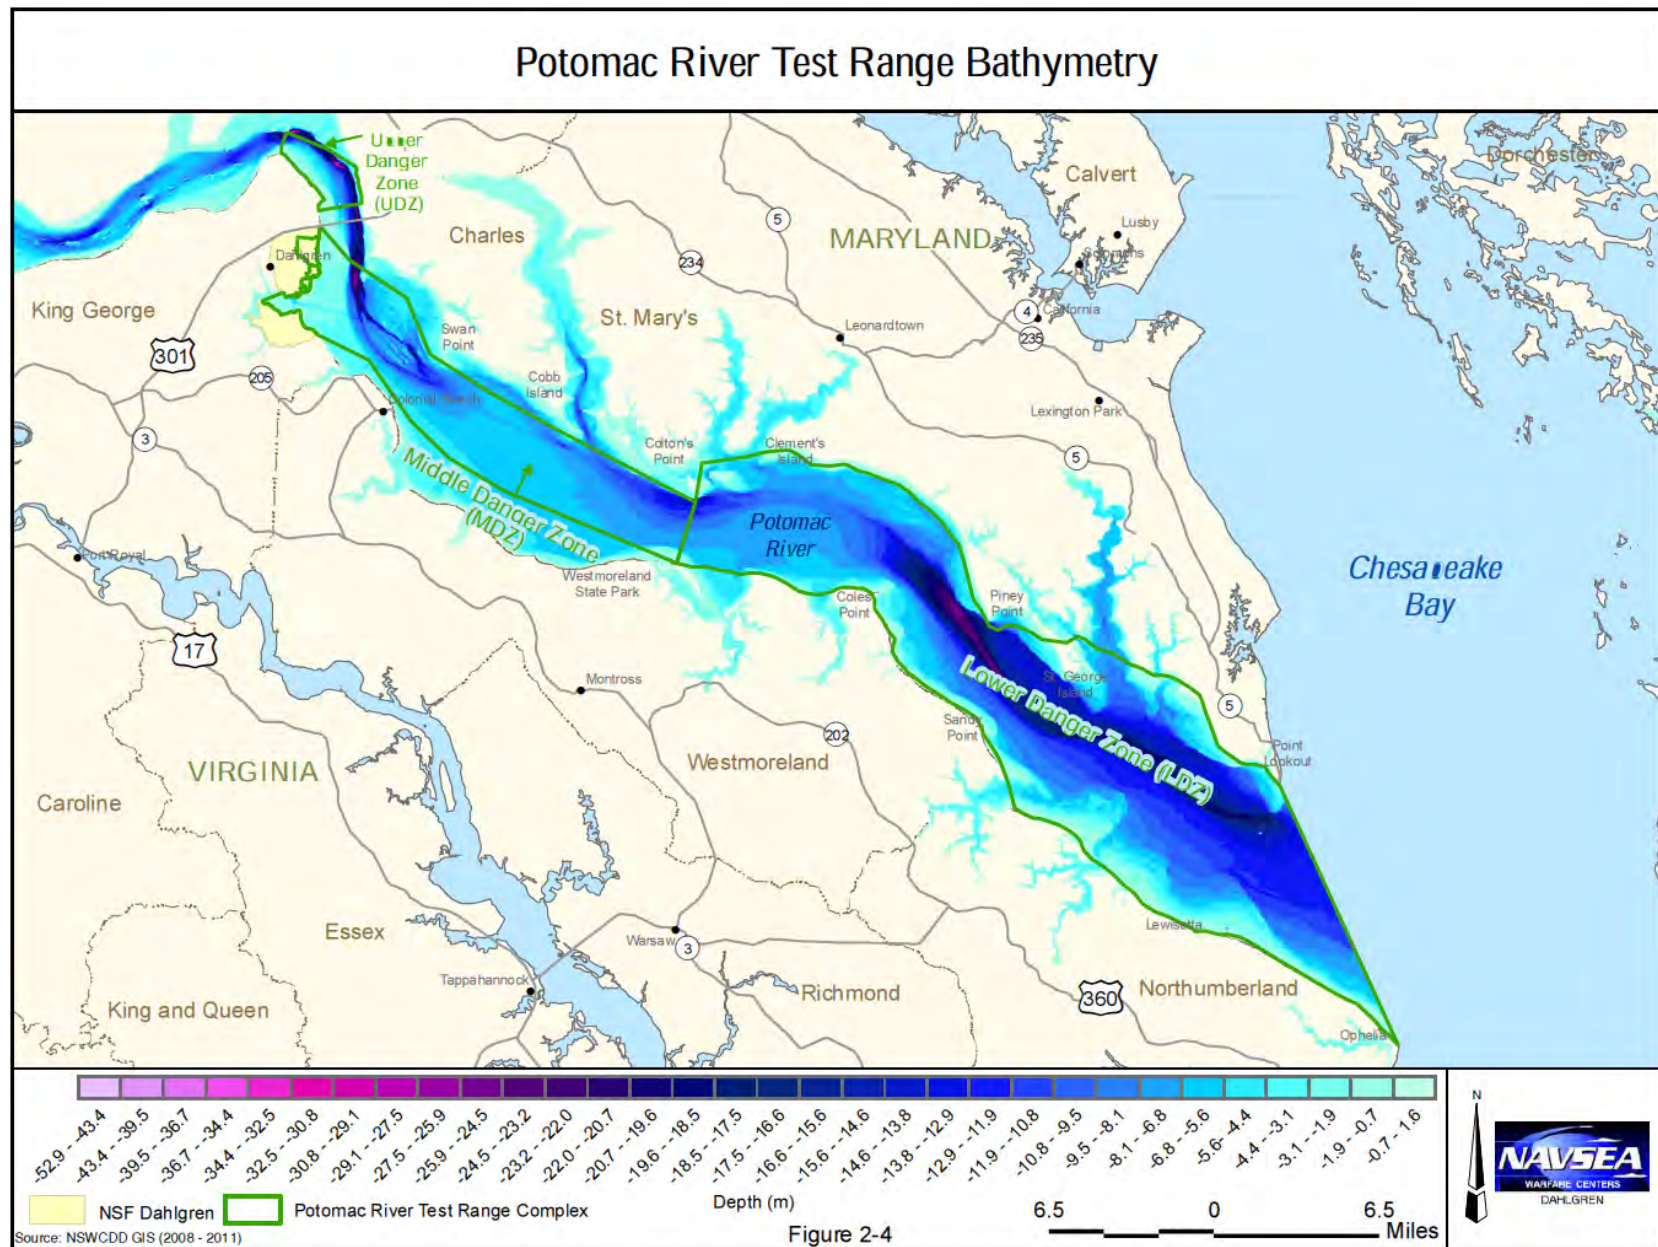 Potomac River Test Range Bathymetry
Danger
Zone
(UDZ)
Dorchester
Calvert
Lusby
Solomons
5
MARYLAND
Charles
234
Dahlgren
King George
4
California
235
St. Mary's
Leonardtown
Swan
Point
301
205
Cobb
Island
Lexington Park
3
Colton's
Point
Clement's
Island
5
Middle Danger Zone
(MDZ)
Potomac
River
Port Royal
Bay
Westmoreland
State Park
Coles
Point
Piney
Point
17
Montross
Lower Danger Zone (LDZ)
St. George
Island
5
Sandy
Point
202
Point
Lookout
Westmoreland
VIRGINIA
Caroline
Essex
Warsaw
3
Lewisetta
Tappahannock
Richmond
360
Northumberland
King and Queen
Ophelia
-52.9 - -43.4
-43.4 - -39.5
-39.5 - -36.7
-36.7 - -34.4
-34.4 - -32.5
-32.5 - -30.8
-30.8 - -29.1
-29.1 - -27.5
-27.5 - -25.9
-25.9 - -24.5
-24.5 - -23.2
-23.2 - -22.0
-22.0 - -20.7
-20.7 - -19.6
-19.6 - -18.5
-18.5 - -17.5
-17.5 - -16.6
-16.6 - -15.6
-15.6 - -14.6
-14.6 - -13.8
-13.8 - -12.9
-12.9 - -11.9
-11.9 - -10.8
-10.8 - -9.5
-9.5 - -8.1
-8.1 - -6.8
-6.8 - -5.6
-5.6 - -4.4
-4.4 - -3.1
-3.1 - -1.9
-1.9 - -0.7
-0.7 - 1.6
Depth (m)
NSF Dahlgren
Potomac River Test Range Complex
Source: NSWCDD GIS (2008 - 2011)
Figure 2-4
6.5 0 6.5
Miles
N
NAVSEA
WARFARE CENTERS
DAHLGREN